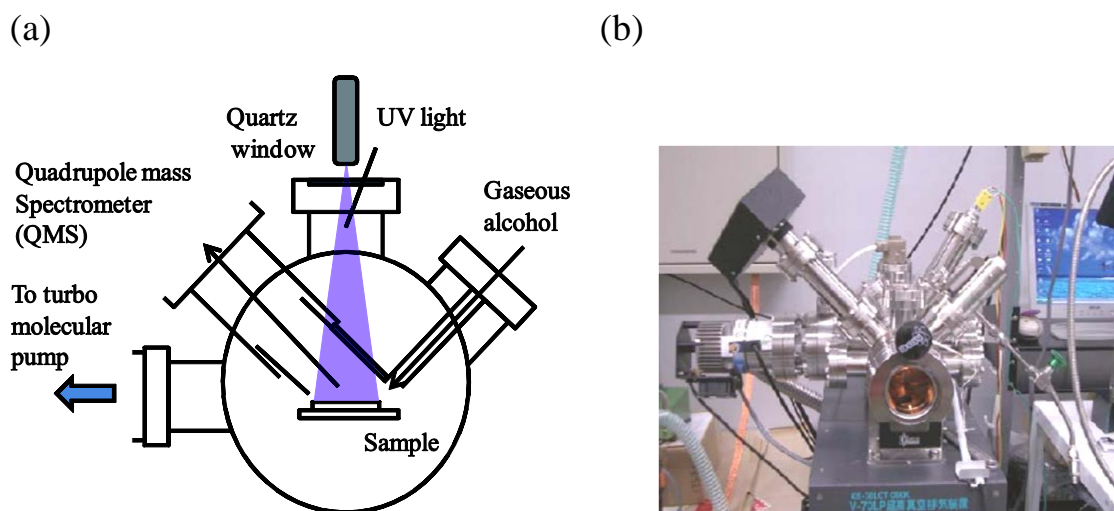 (a)
(b)
Quartz
window
UV light
Quadrupole mass
Spectrometer
(QMS)
Gaseous
alcohol
To turbo
molecular
pump
Sample